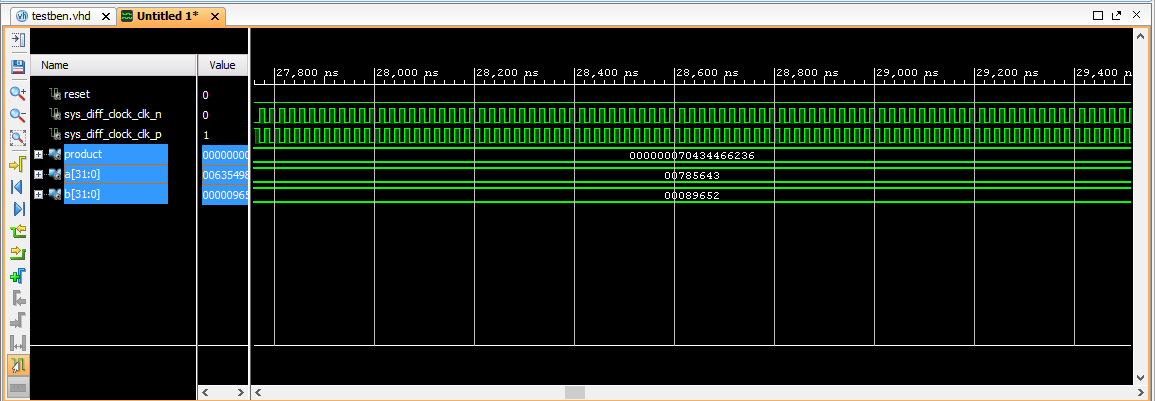 testben.vhd Untitled 1*
Name Value
27,800 ns 28,000 ns 28,200 ns 28,400 ns 28,600 ns 28,800 ns 29,000 ns 29,200 ns 29,400 n
reset 0
sys_diff_clock_clk_n 0
sys_diff_clock_clk_p 1
product 00000000 000000070434466236
a[31:0] 00635498 00785643
b[31:0] 00000965 00089652